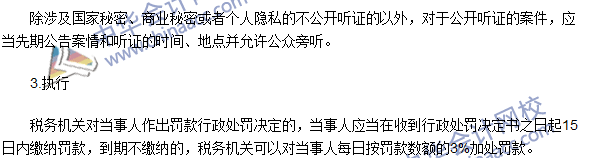 除涉及国家秘密、商业秘密或者个人隐私的不公开听证的以外，对于公开听证的案件，应
当先期公告案情和听证的时间、地点并允许公众旁听。
3.执行
税务机关对当事人作出罚款行政处罚决定的，当事人应当在收到行政处罚决定书之日起15
日内缴纳罚款，到期不缴纳的，税务机关可以对当事人每日按罚款数额的3%加处罚款。